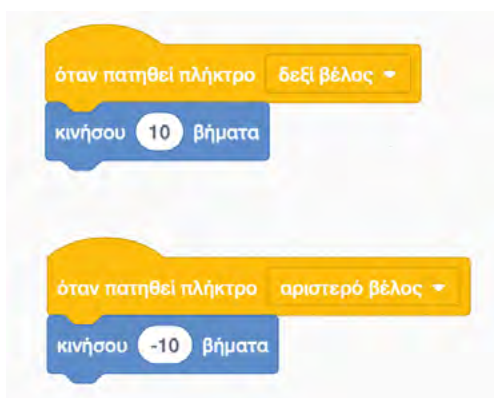 όταν πατηθεί πλήκτρο δεξί βέλος
κινήσου 10 βήματα
όταν πατηθεί πλήκτρο αριστερό βέλος
κινήσου -10 βήματα